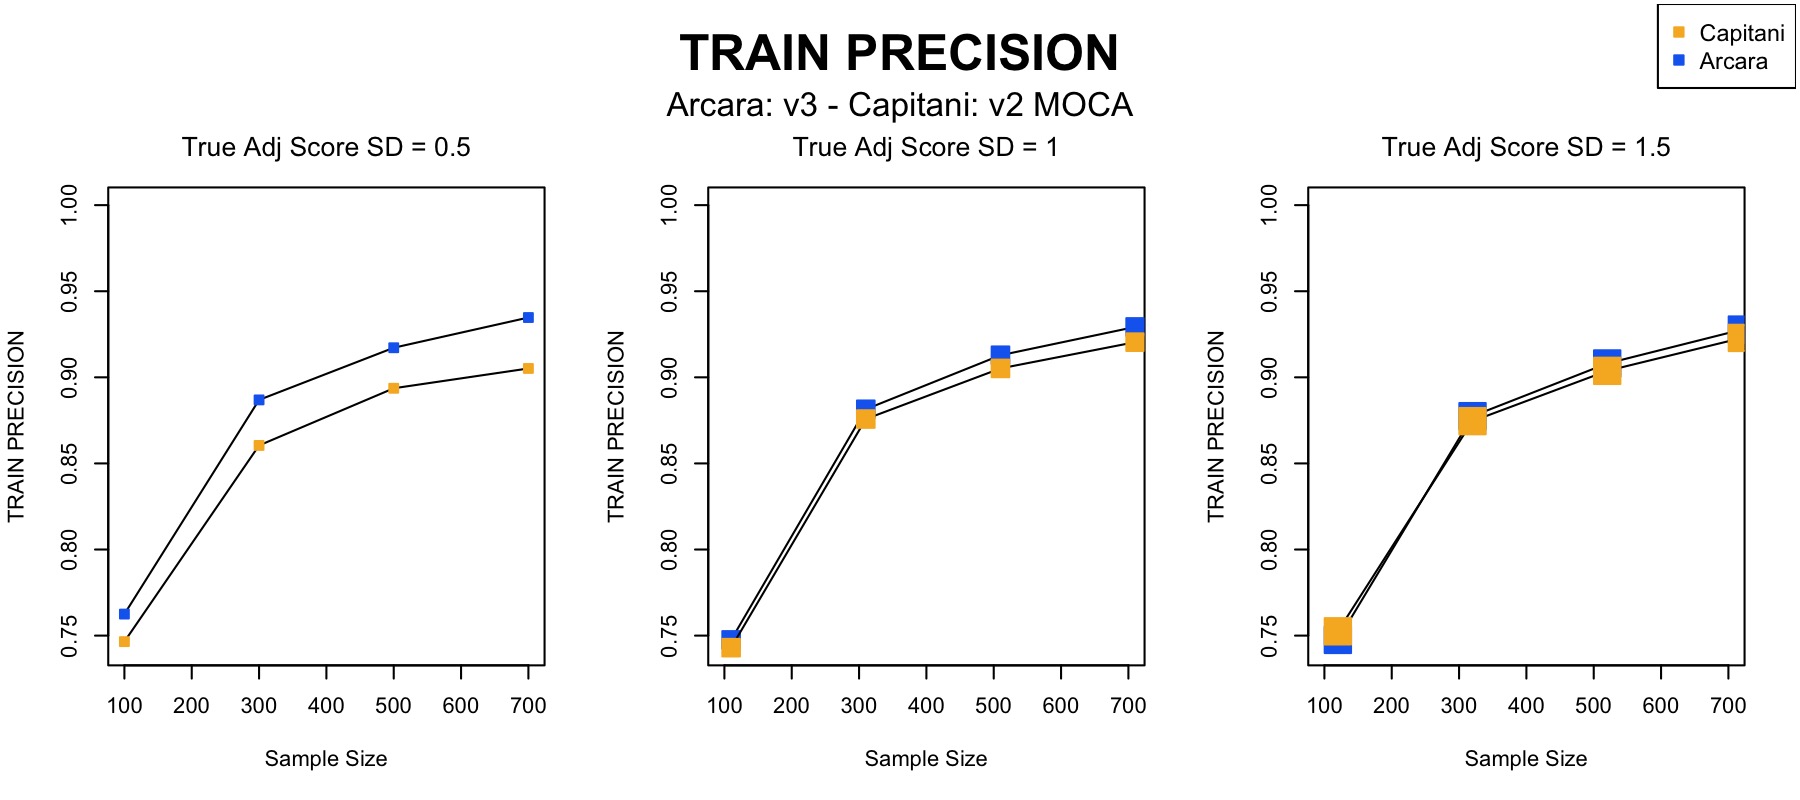 TRAIN PRECISION
Arcara: v3 - Capitani: v2 MOCA
Capitani
Arcara
True Adj Score SD = 0.5
TRAIN PRECISION
1.00
0.95
0.90
0.85
0.80
0.75
100 200 300 400 500 600 700
Sample Size
True Adj Score SD = 1
TRAIN PRECISION
1.00
0.95
0.90
0.85
0.80
0.75
100 200 300 400 500 600 700
Sample Size
True Adj Score SD = 1.5
TRAIN PRECISION
1.00
0.95
0.90
0.85
0.80
0.75
100 200 300 400 500 600 700
Sample Size